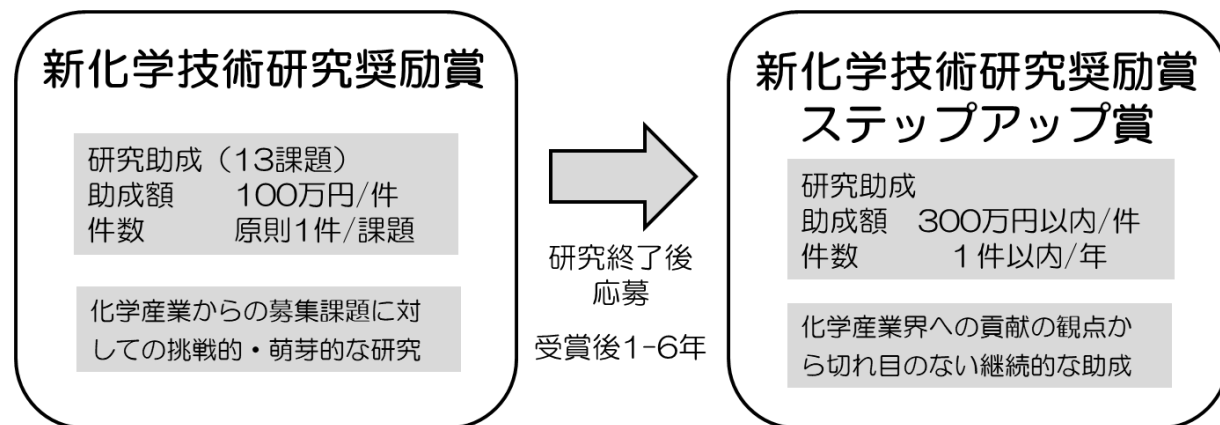 新化学技術研究奨励賞
研究助成（13課題）
助成額 100万円/件
件数 原則1件/課題
化学産業からの募集課題に対
しての挑戦的・萌芽的な研究
研究終了後
応募
受賞後1-6年
新化学技術研究奨励賞
ステップアップ賞
研究助成
助成額 300万円以内/件
件数 1件以内/年
化学産業界への貢献の観点か
ら切れ目のない継続的な助成